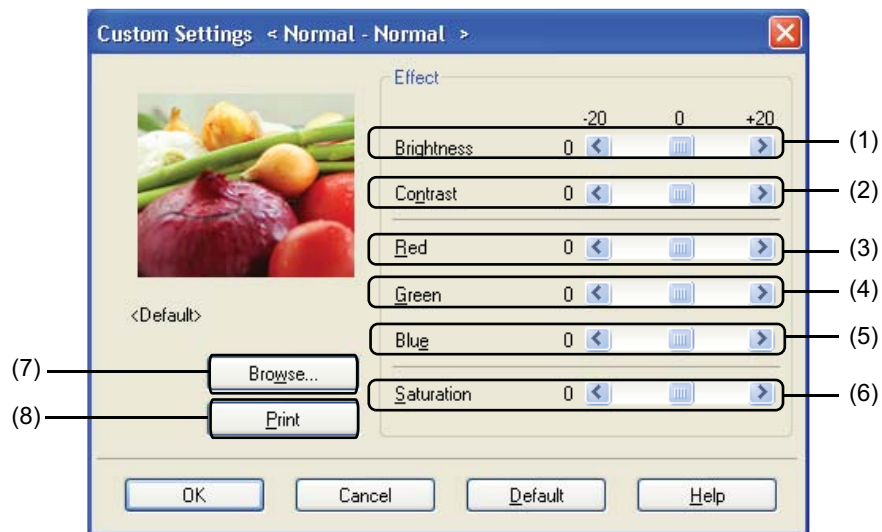 Custom Settings < Normal - Normal >
Effect
-20 0 +20
Brightness 0 (1)
Contrast 0 (2)
Red 0 (3)
Green 0 (4)
Blue 0 (5)
Saturation 0 (6)
<Default>
(7) Browse...
(8) Print
OK Cancel Default Help